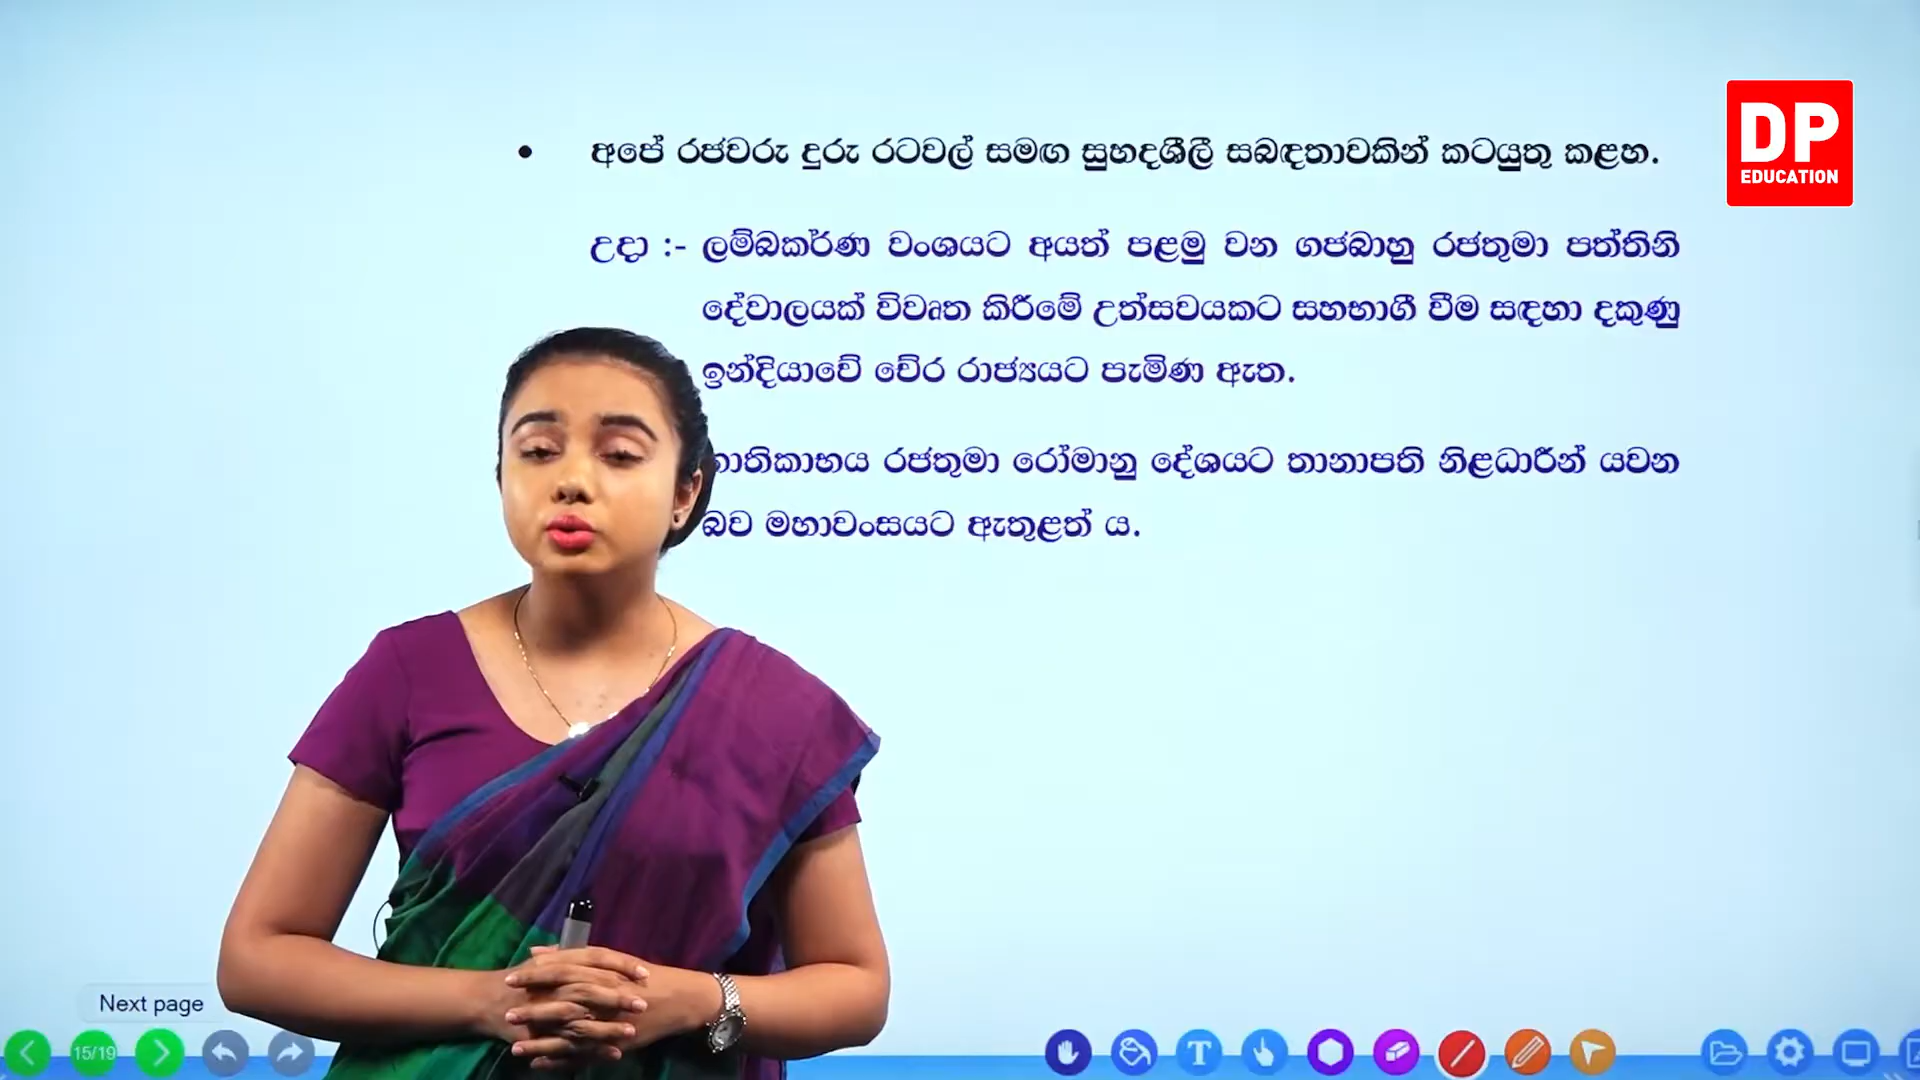 DP
EDUCATION
• අපේ රජවරු දුරු රටවල් සමඟ සුහදශීලී සබඳතාවකින් කටයුතු කළහ.
උදා :- ලම්බකර්ණ වංශයට අයත් පළමු වන ගජබාහු රජතුමා පත්තිනි
දේවාලයක් විවෘත කිරීමේ උත්සවයකට සහභාගී වීම සඳහා දකුණු
ඉන්දියාවේ චේර රාජ්‍යයට පැමිණ ඇත.
රජතුමා රෝමානු දේශයට තානාපති නිළධාරීන් යවන
බව මහාවංසයට ඇතුළත් ය.
Next page
15/19
T